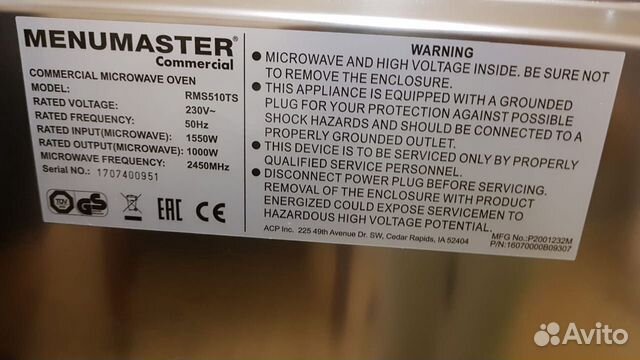 MENUMASTER®
Commercial
COMMERCIAL MICROWAVE OVEN
MODEL: RMS510TS
RATED VOLTAGE: 230V~
RATED FREQUENCY: 50Hz
RATED INPUT(MICROWAVE): 1550W
RATED OUTPUT(MICROWAVE): 1000W
MICROWAVE FREQUENCY: 2450MHz
Serial NO.: 1707400951
TÜV GS EAC CE
WARNING
● MICROWAVE AND HIGH VOLTAGE INSIDE. BE SURE NOT
TO REMOVE THE ENCLOSURE.
● THIS APPLIANCE IS EQUIPPED WITH A GROUNDED
PLUG FOR YOUR PROTECTION AGAINST POSSIBLE
SHOCK HAZARDS AND SHOULD BE CONNECTED TO A
PROPERLY GROUNDED OUTLET.
● THIS DEVICE IS TO BE SERVICED ONLY BY PROPERLY
QUALIFIED SERVICE PERSONNEL.
● DISCONNECT POWER PLUG BEFORE SERVICING.
REMOVAL OF THE ENCLOSURE WITH PRODUCT
ENERGIZED COULD EXPOSE SERVICEMEN TO
HAZARDOUS HIGH VOLTAGE POTENTIAL.
ACP Inc. 225 49th Avenue Dr. SW, Cedar Rapids, IA 52404
MFG No.:P2001232M
P/N:16070000B09307
Avito